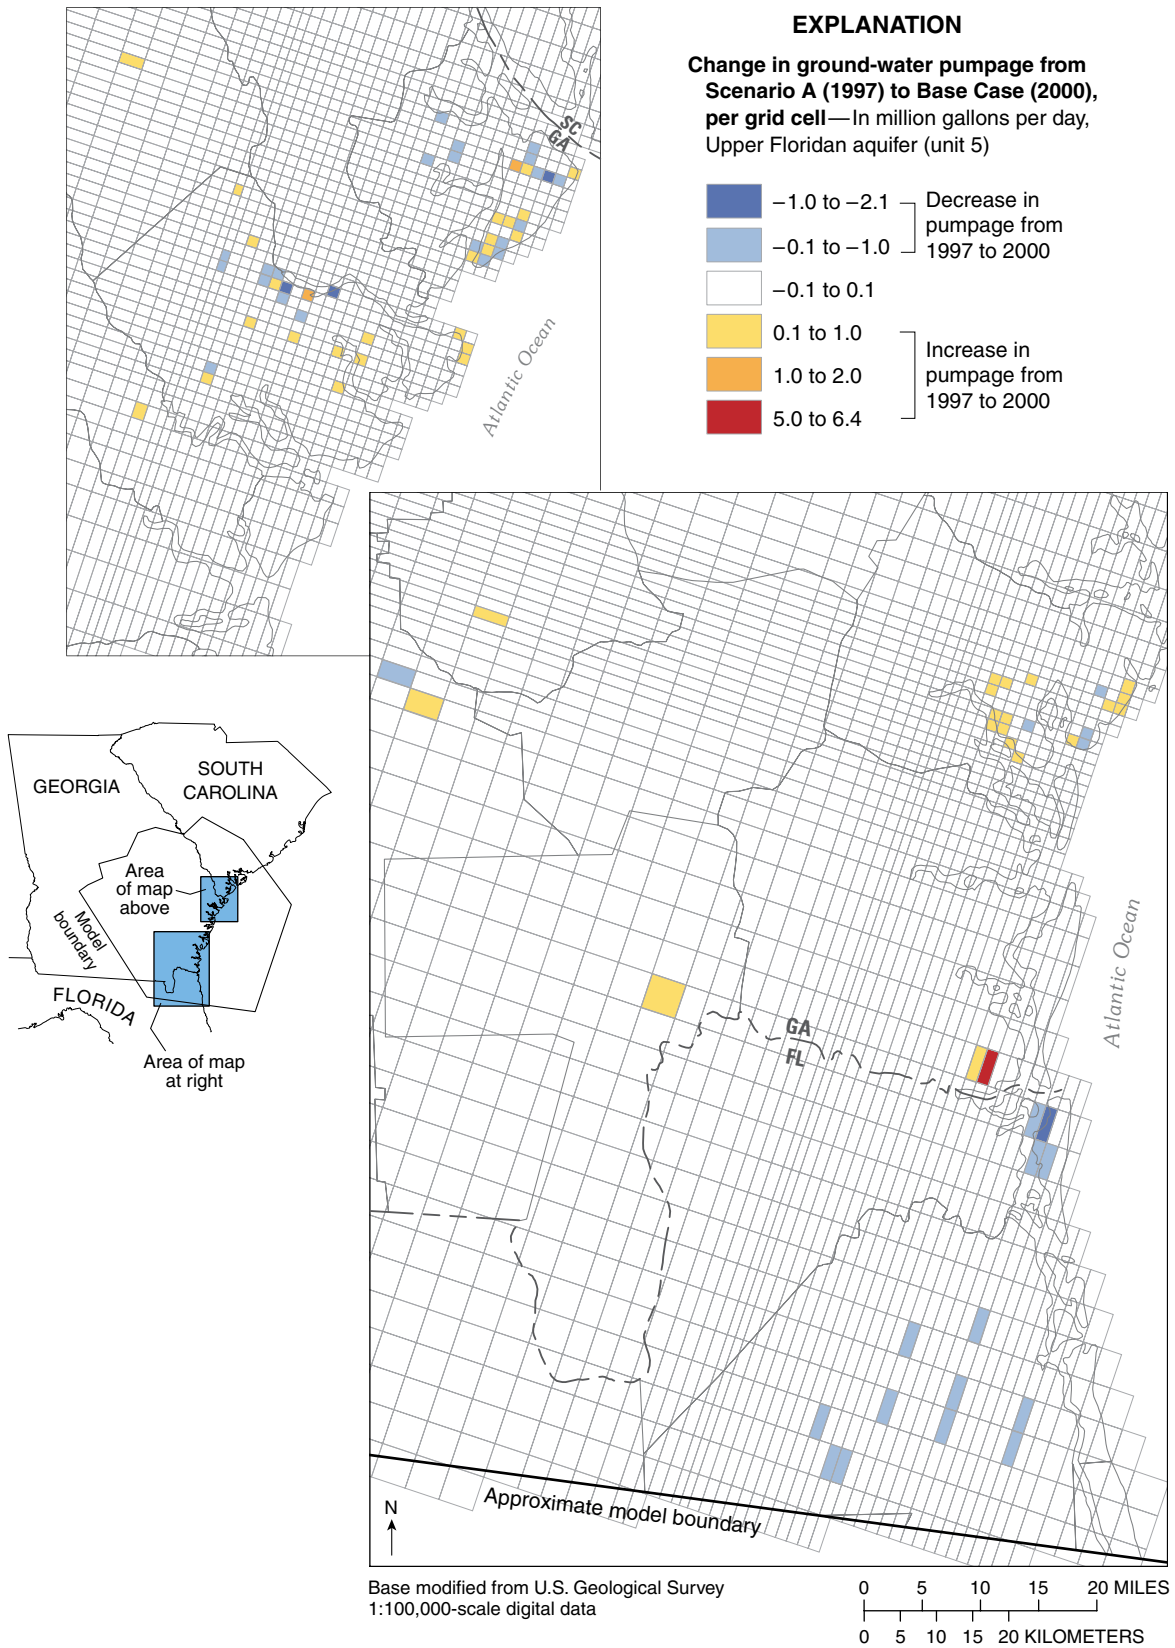 EXPLANATION
Change in ground-water pumpage from
Scenario A (1997) to Base Case (2000),
per grid cell—In million gallons per day,
Upper Floridan aquifer (unit 5)
−1.0 to −2.1
−0.1 to −1.0
Decrease in
pumpage from
1997 to 2000
−0.1 to 0.1
0.1 to 1.0
1.0 to 2.0
5.0 to 6.4
Increase in
pumpage from
1997 to 2000
SC
GA
Atlantic Ocean
GEORGIA
SOUTH
CAROLINA
Area
of map
above
Model
boundary
FLORIDA
Area of map
at right
GA
FL
Atlantic Ocean
Approximate model boundary
N
Base modified from U.S. Geological Survey
1:100,000-scale digital data
0 5 10 15 20 MILES
0 5 10 15 20 KILOMETERS